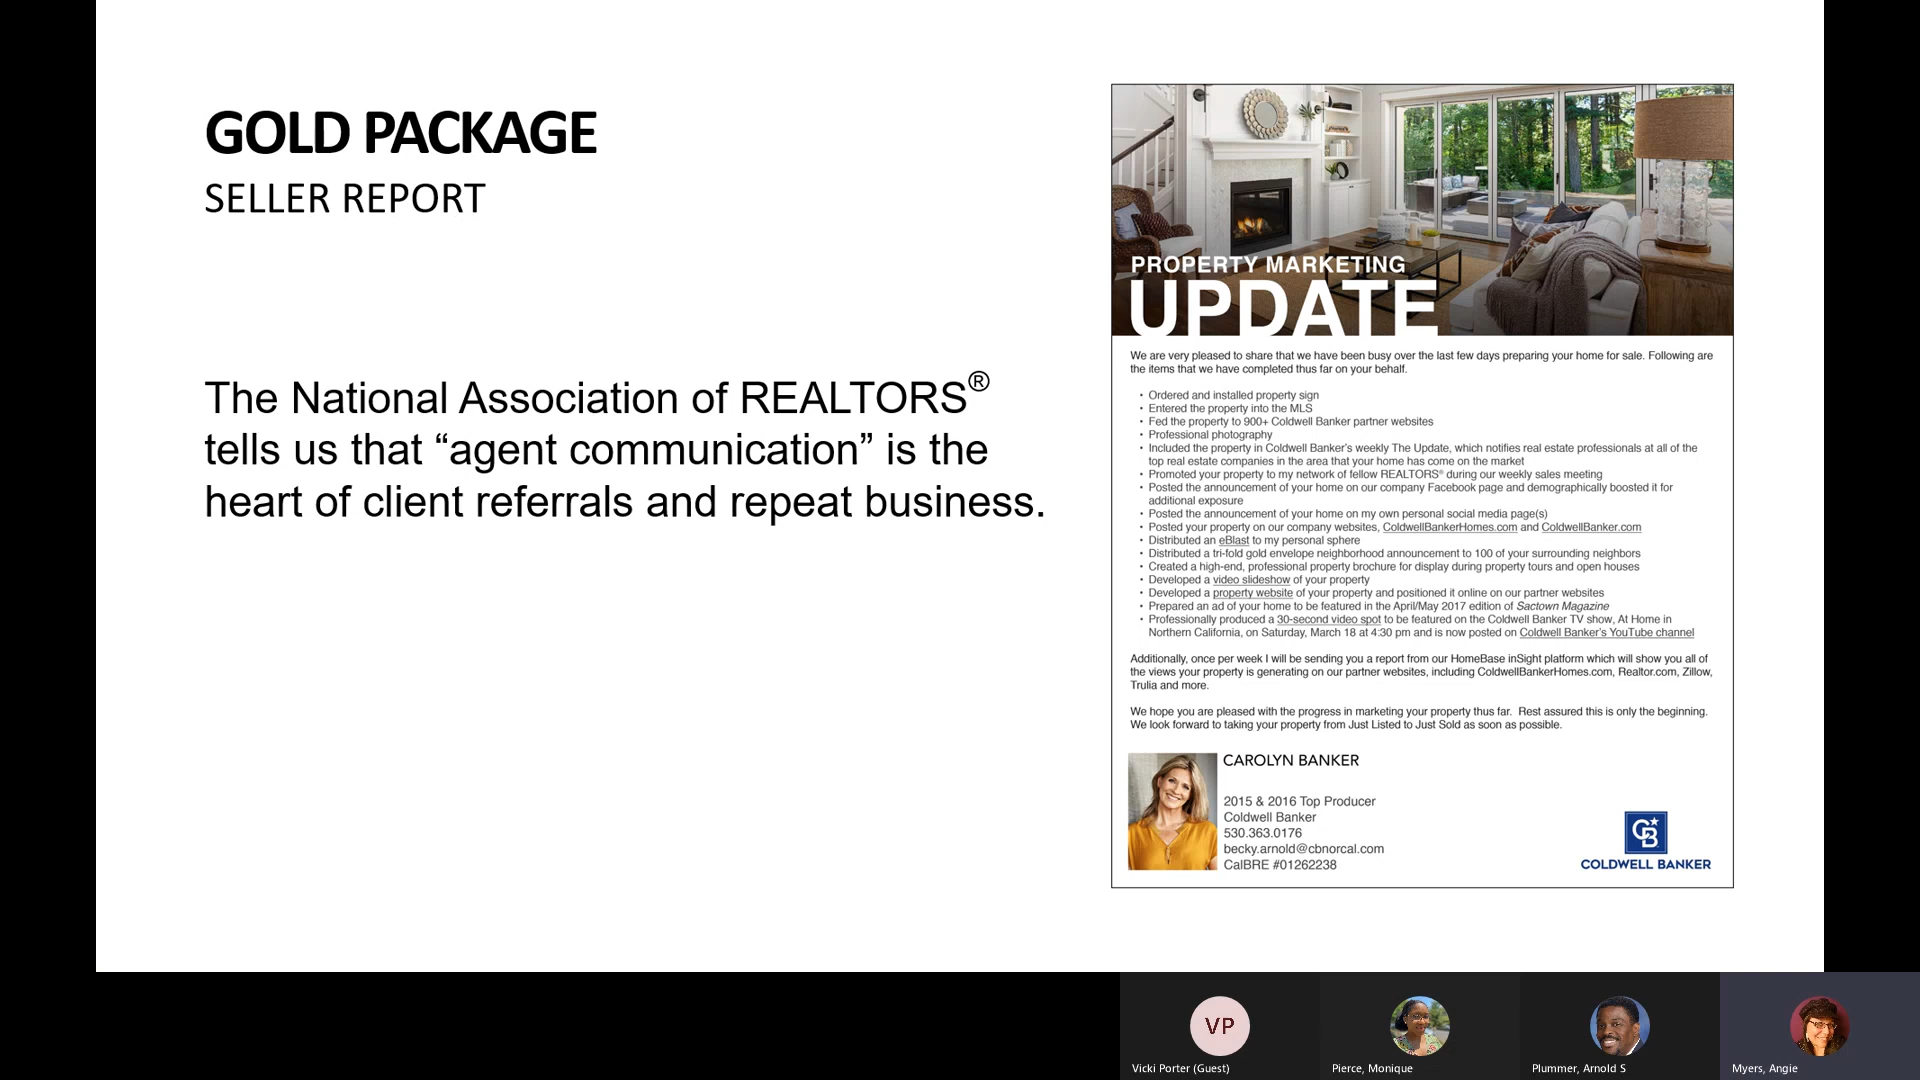 GOLD PACKAGE
SELLER REPORT
The National Association of REALTORS®
tells us that “agent communication” is the
heart of client referrals and repeat business.
PROPERTY MARKETING
UPDATE
We are very pleased to share that we have been busy over the last few days preparing your home for sale. Following are
the items that we have completed thus far on your behalf.
• Ordered and installed property sign
• Entered the property into the MLS
• Fed the property to 900+ Coldwell Banker partner websites
• Professional photography
• Included the property in Coldwell Banker's weekly The Update, which notifies real estate professionals at all of the
top real estate companies in the area that your home has come on the market
• Promoted your property to my network of fellow REALTORS® during our weekly sales meeting
• Posted the announcement of your home on our company Facebook page and demographically boosted it for
additional exposure
• Posted the announcement of your home on my own personal social media page(s)
• Posted your property on our company websites, ColdwellBankerHomes.com and ColdwellBanker.com
• Distributed an eBlast to my personal sphere
• Distributed a tri-fold gold envelope neighborhood announcement to 100 of your surrounding neighbors
• Created a high-end, professional property brochure for display during property tours and open houses
• Developed a video slideshow of your property
• Developed a property website of your property and positioned it online on our partner websites
• Prepared an ad of your home to be featured in the April/May 2017 edition of Sactown Magazine
• Professionally produced a 30-second video spot to be featured on the Coldwell Banker TV show, At Home in
Northern California, on Saturday, March 18 at 4:30 pm and is now posted on Coldwell Banker's YouTube channel
Additionally, once per week I will be sending you a report from our HomeBase inSight platform which will show you all of
the views your property is generating on our partner websites, including ColdwellBankerHomes.com, Realtor.com, Zillow,
Trulia and more.
We hope you are pleased with the progress in marketing your property thus far. Rest assured this is only the beginning.
We look forward to taking your property from Just Listed to Just Sold as soon as possible.
CAROLYN BANKER
2015 & 2016 Top Producer
Coldwell Banker
530.363.0176
becky.arnold@cbnorcal.com
CalBRE #01262238
CB
COLDWELL BANKER
VP
Vicki Porter (Guest)
Pierce, Monique
Plummer, Arnold S
Myers, Angie